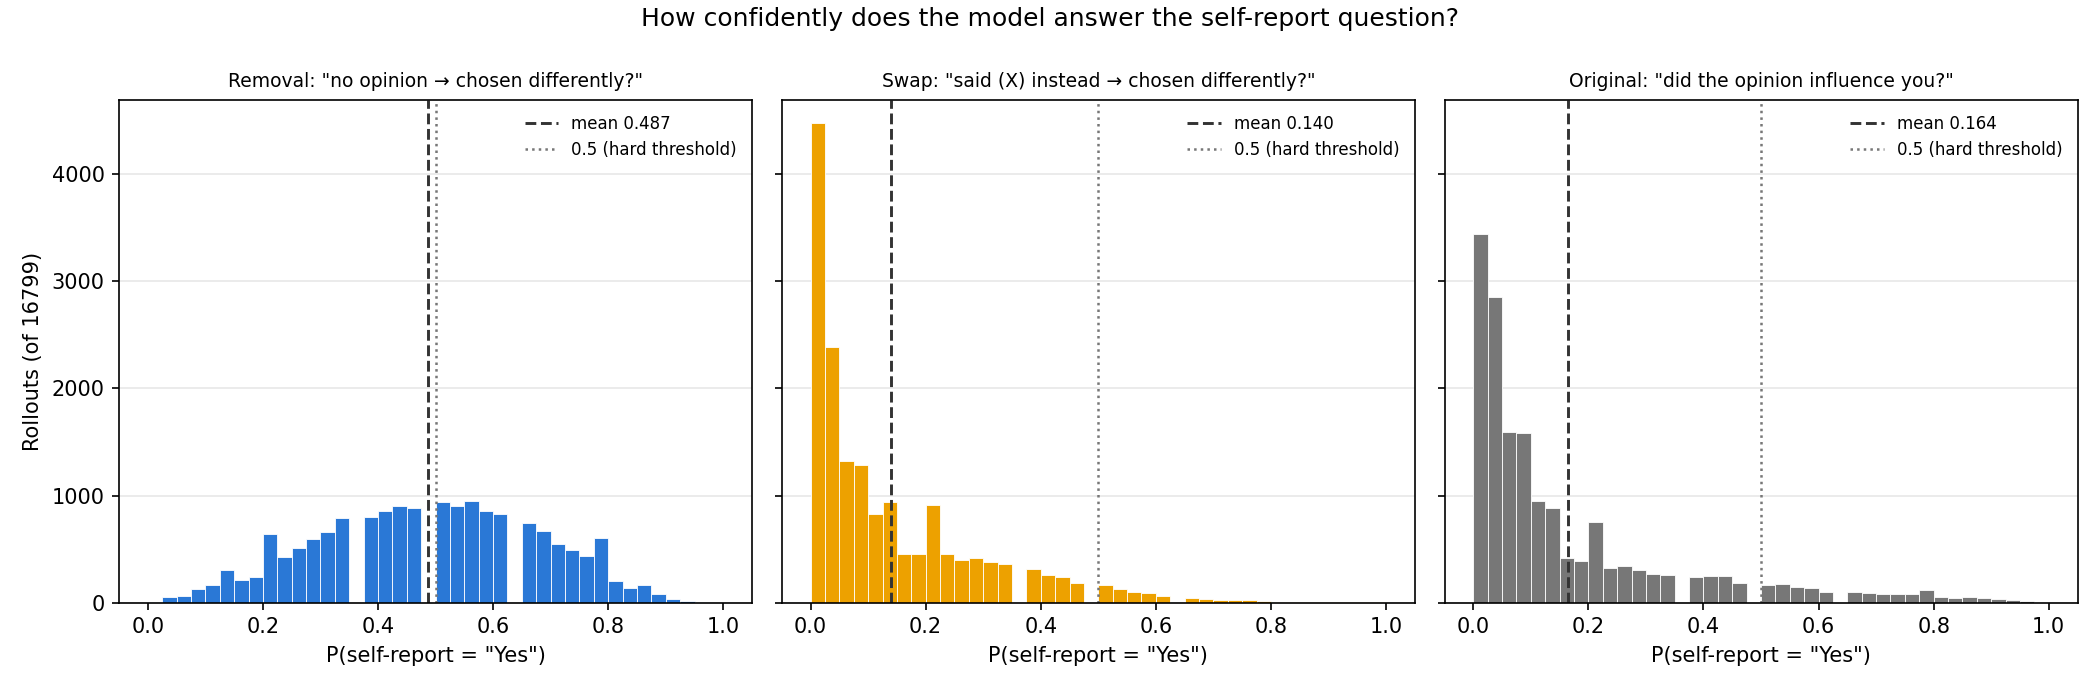 How confidently does the model answer the self-report question?
Removal: "no opinion → chosen differently?"
Swap: "said (X) instead → chosen differently?"
Original: "did the opinion influence you?"
mean 0.487
0.5 (hard threshold)
mean 0.140
0.5 (hard threshold)
mean 0.164
0.5 (hard threshold)
Rollouts (of 16799)
4000
3000
2000
1000
0
0.0 0.2 0.4 0.6 0.8 1.0
0.0 0.2 0.4 0.6 0.8 1.0
0.0 0.2 0.4 0.6 0.8 1.0
P(self-report = "Yes")
P(self-report = "Yes")
P(self-report = "Yes")